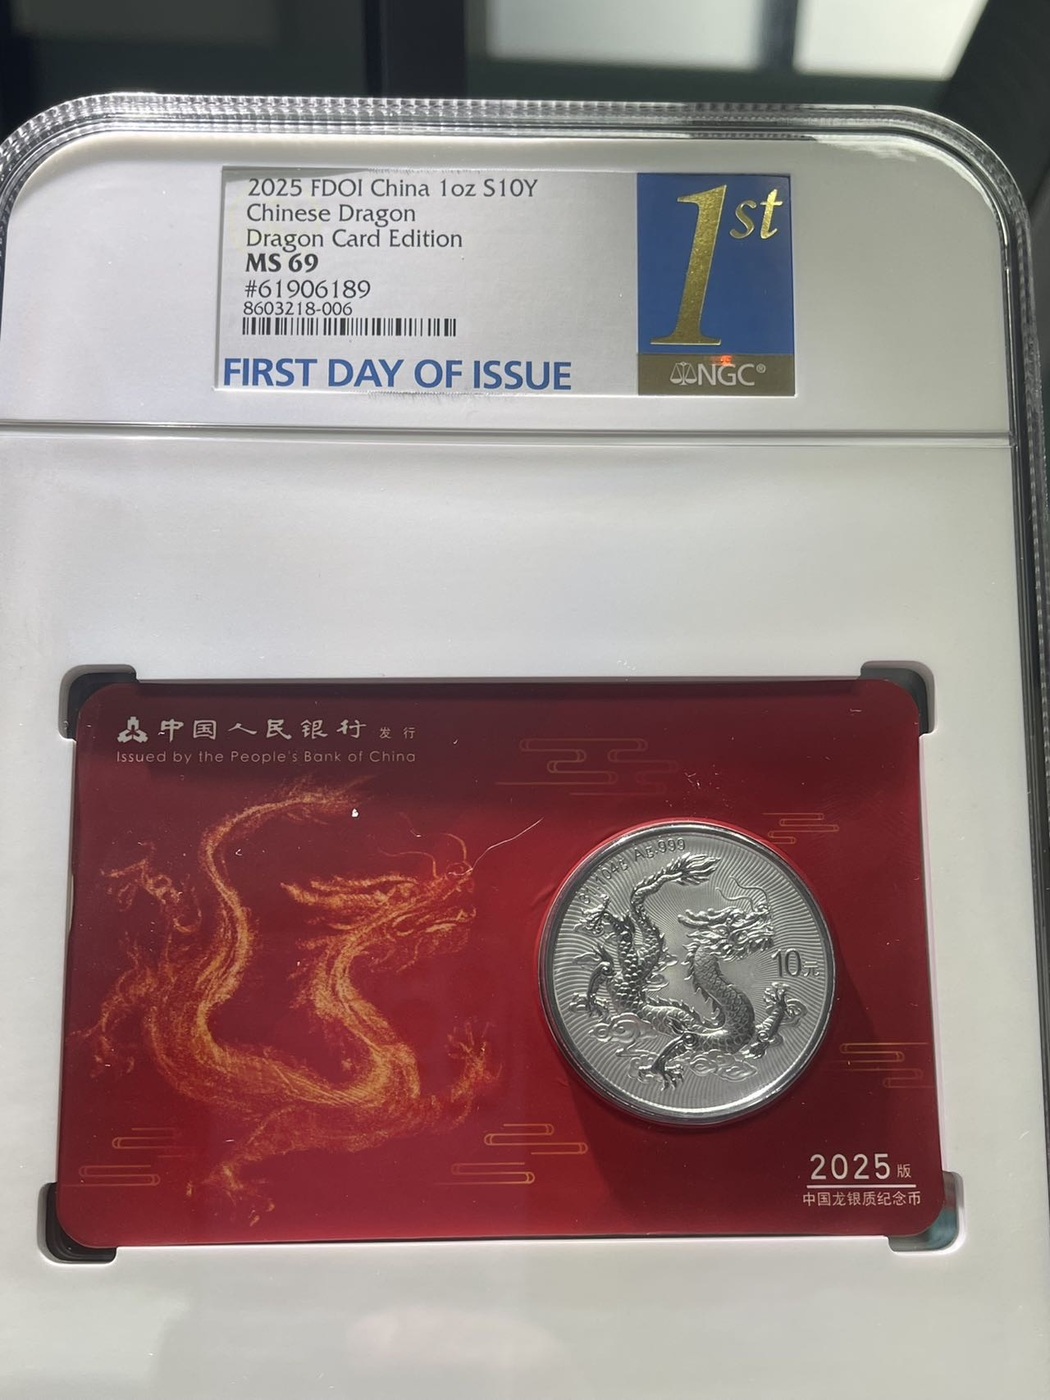 2025 FDOI China 1oz S10Y
Chinese Dragon
Dragon Card Edition
MS 69
#61906189
8603218-006
FIRST DAY OF ISSUE
1st
NGC®
中国人民银行 发行
Issued by the People's Bank of China
Ag.999
10元
2025版
中国龙银质纪念币